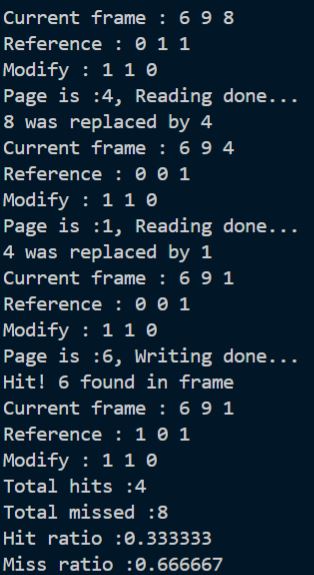 Current frame : 6 9 8
Reference : 0 1 1
Modify : 1 1 0
Page is :4, Reading done...
8 was replaced by 4
Current frame : 6 9 4
Reference : 0 0 1
Modify : 1 1 0
Page is :1, Reading done...
4 was replaced by 1
Current frame : 6 9 1
Reference : 0 0 1
Modify : 1 1 0
Page is :6, Writing done...
Hit! 6 found in frame
Current frame : 6 9 1
Reference : 1 0 1
Modify : 1 1 0
Total hits :4
Total missed :8
Hit ratio :0.333333
Miss ratio :0.666667